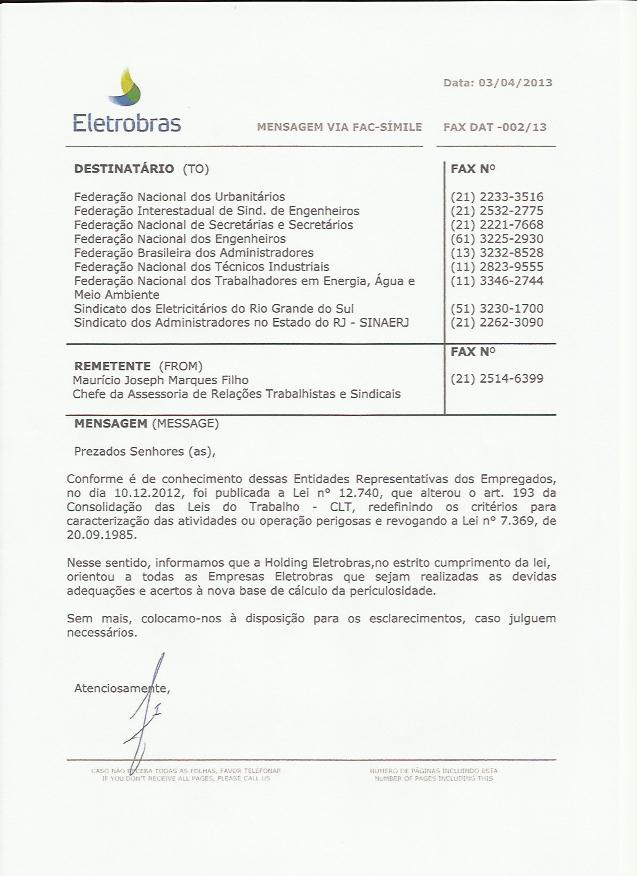 Data: 03/04/2013
Eletrobras
MENSAGEM VIA FAC-SÍMILE FAX DAT -002/13
DESTINATÁRIO (TO) FAX Nº
Federação Nacional dos Urbanitários (21) 2233-3516
Federação Interestadual de Sind. de Engenheiros (21) 2532-2775
Federação Nacional de Secretárias e Secretários (21) 2221-7668
Federação Nacional dos Engenheiros (61) 3225-2930
Federação Brasileira dos Administradores (13) 3232-8528
Federação Nacional dos Técnicos Industriais (11) 2823-9555
Federação Nacional dos Trabalhadores em Energia, Água e (11) 3346-2744
Meio Ambiente
Sindicato dos Eletricitários do Rio Grande do Sul (51) 3230-1700
Sindicato dos Administradores no Estado do RJ - SINAERJ (21) 2262-3090
FAX Nº
REMETENTE (FROM)
Maurício Joseph Marques Filho (21) 2514-6399
Chefe da Assessoria de Relações Trabalhistas e Sindicais
MENSAGEM (MESSAGE)
Prezados Senhores (as),
Conforme é de conhecimento dessas Entidades Representativas dos Empregados,
no dia 10.12.2012, foi publicada a Lei n° 12.740, que alterou o art. 193 da
Consolidação das Leis do Trabalho - CLT, redefinindo os critérios para
caracterização das atividades ou operação perigosas e revogando a Lei n° 7.369, de
20.09.1985.
Nesse sentido, informamos que a Holding Eletrobras,no estrito cumprimento da lei,
orientou a todas as Empresas Eletrobras que sejam realizadas as devidas
adequações e acertos à nova base de cálculo da periculosidade.
Sem mais, colocamo-nos à disposição para os esclarecimentos, caso julguem
necessários.
Atenciosamente,
CASO NÃO RECEBA TODAS AS FOLHAS, FAVOR TELEFONAR
IF YOU DON'T RECEIVE ALL PAGES, PLEASE CALL US
NÚMERO DE PÁGINAS INCLUINDO ESTA
NUMBER OF PAGES INCLUDING THIS